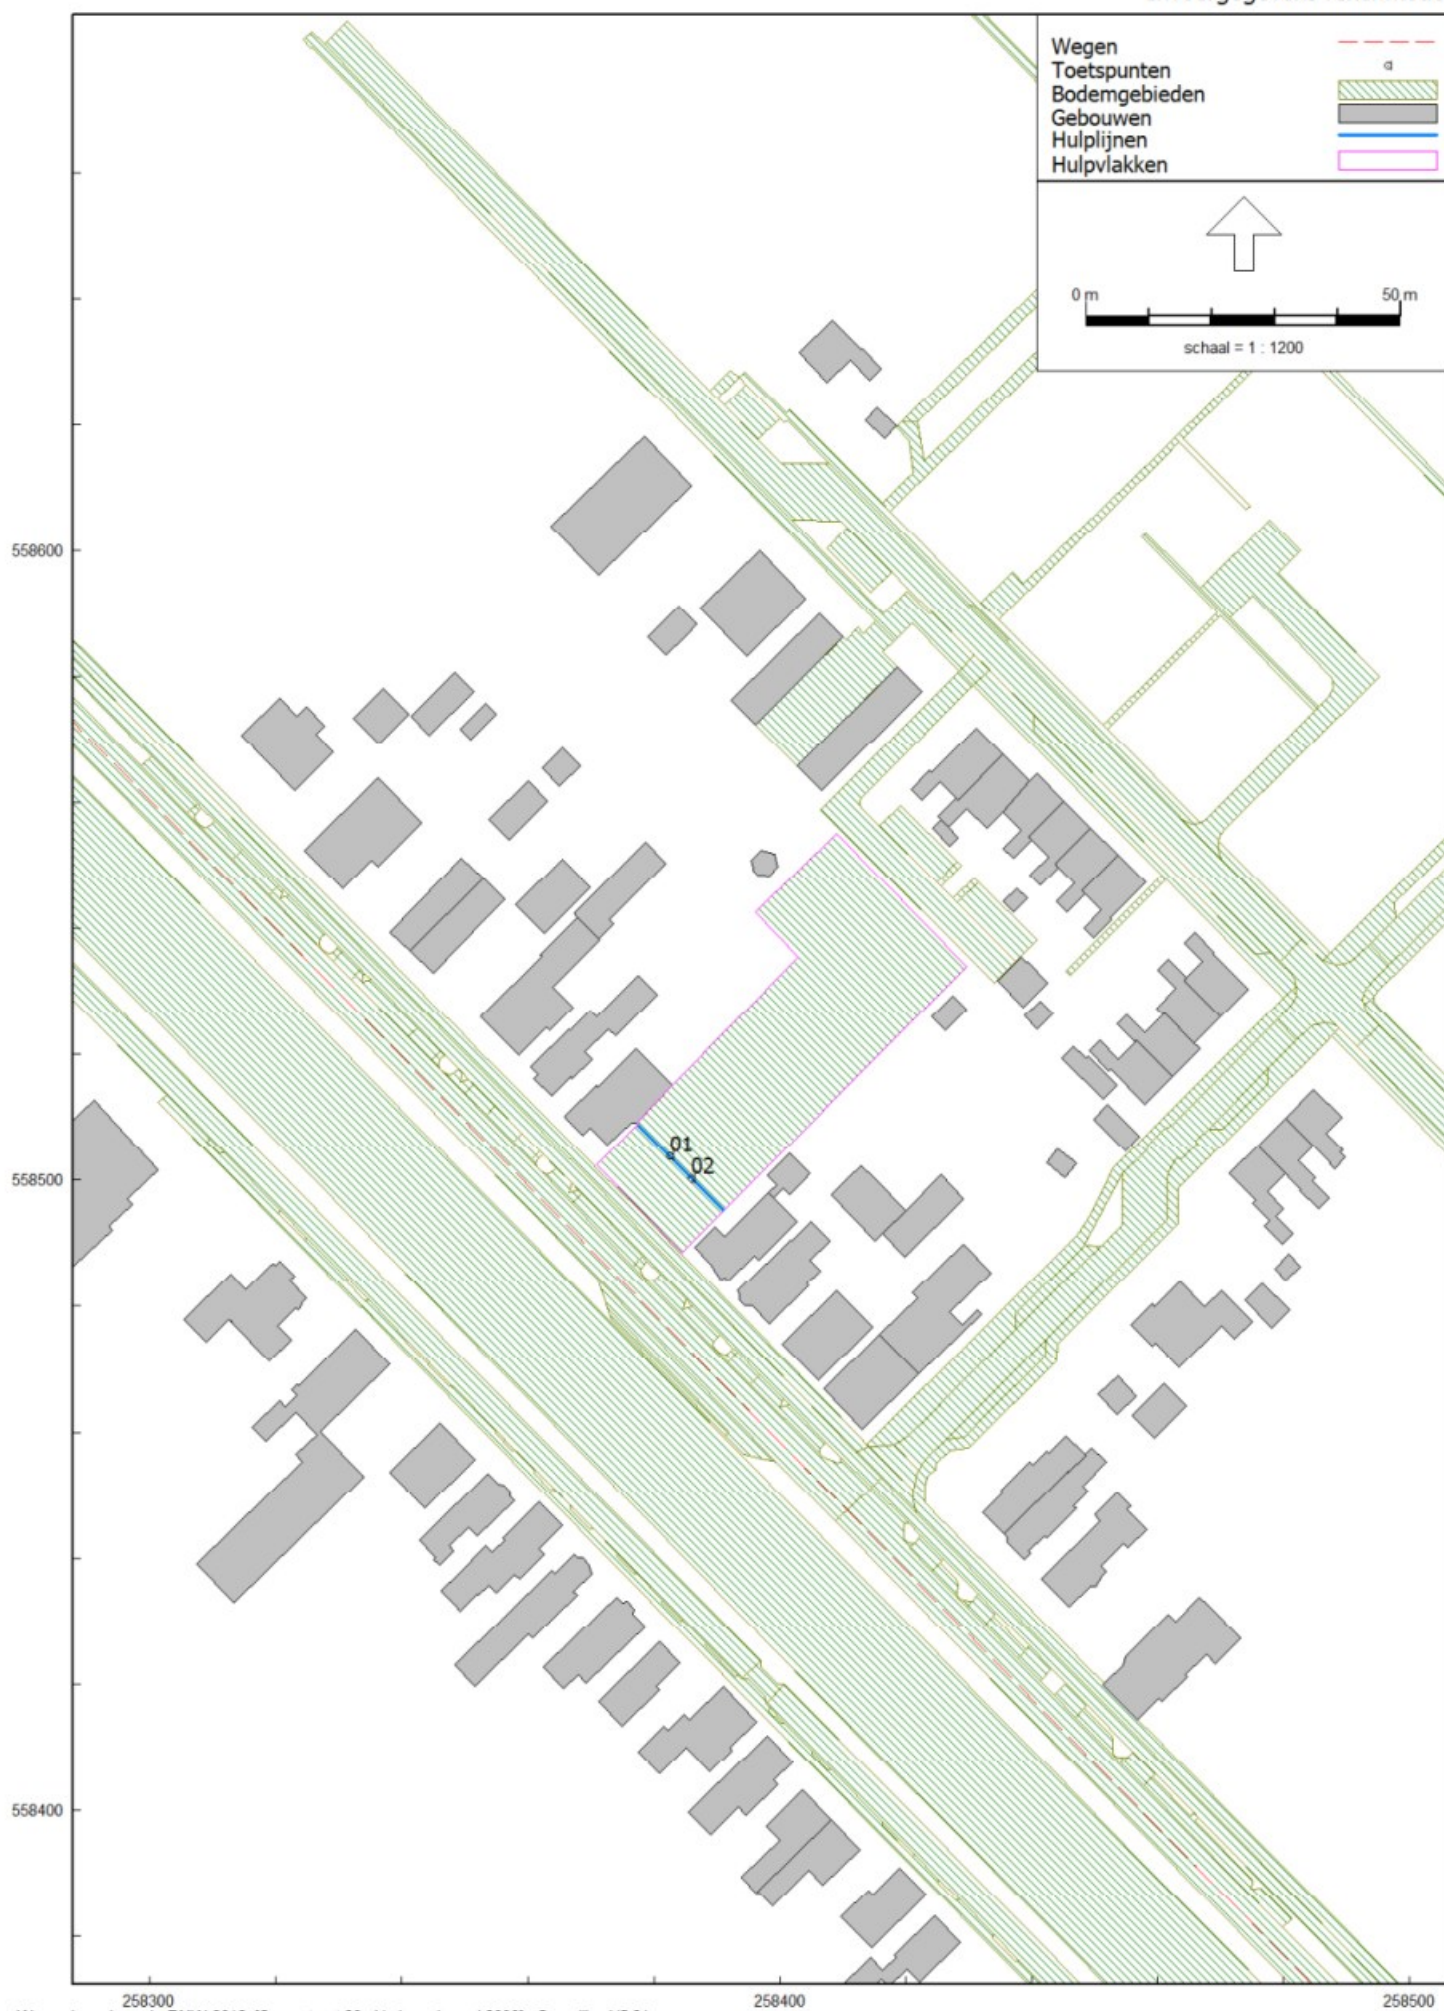 Wegen
Toetspunten
Bodemgebieden
Gebouwen
Hulplijnen
Hulpvlakken
0 m 50 m
schaal = 1 : 1200
558600
01
02
558500
558400
258300 258400 258500